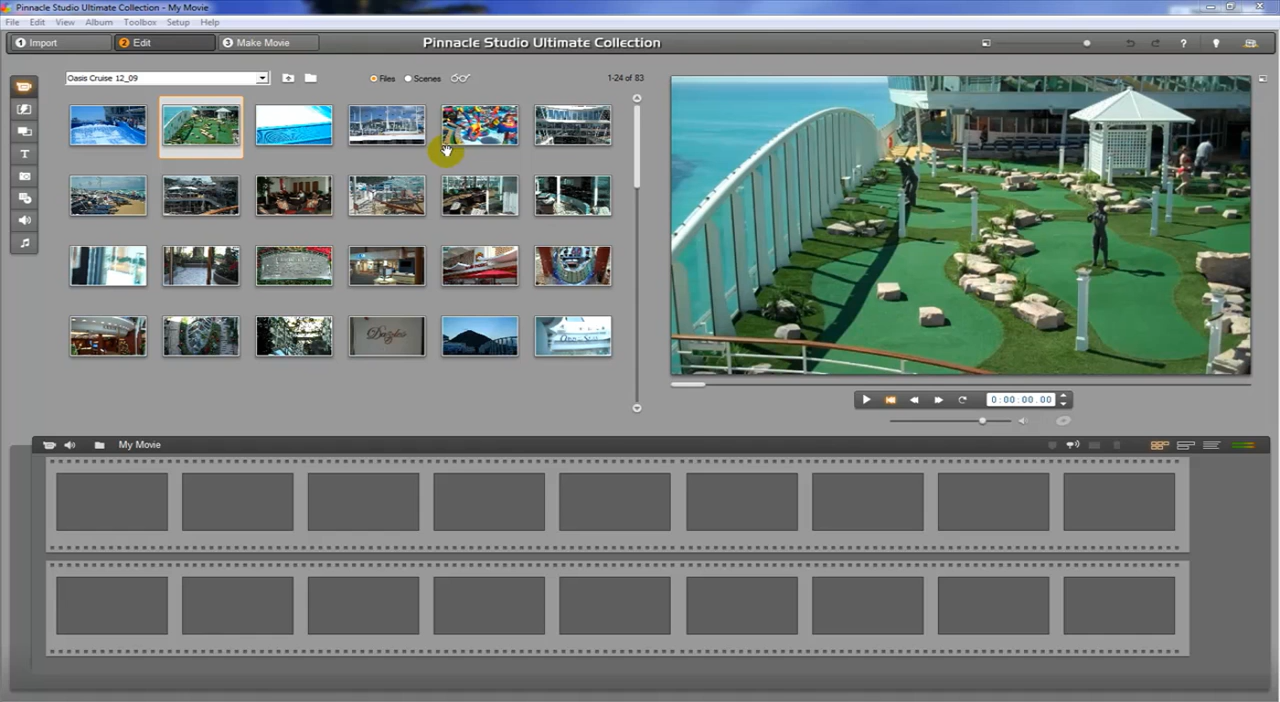 Pinnacle Studio Ultimate Collection - My Movie
File Edit View Album Toolbox Setup Help
1 Import 2 Edit 3 Make Movie Pinnacle Studio Ultimate Collection ?
Oasis Cruise 12_09 Files Scenes 1-24 of 83
T
0:00:00.00
My Movie